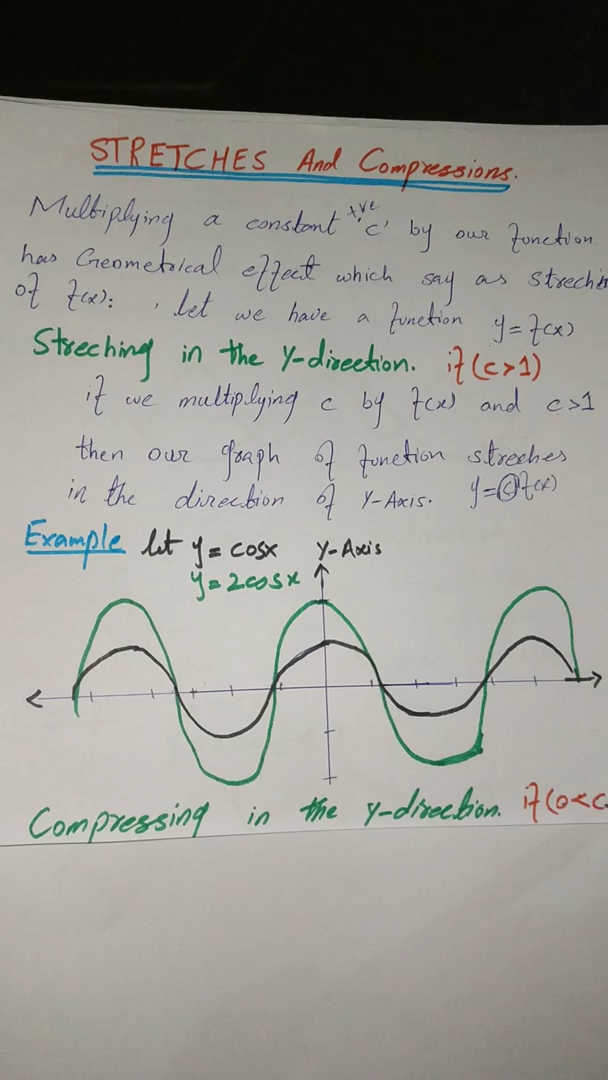 STRETCHES And Compressions.
Multiplying a constant +ve 'c' by our function
has Geometrical effect which say as strechin
of f(x): , let we have a function y=f(x)
Streching in the Y-direction. if (c>1)
if we multiplying c by f(x) and c>1
then our graph of function streches
in the direction of Y-Axis. y=cf(x)
Example let y=cosx Y-Axis
y=2cosx
Compressing in the y-direction. if (0<c